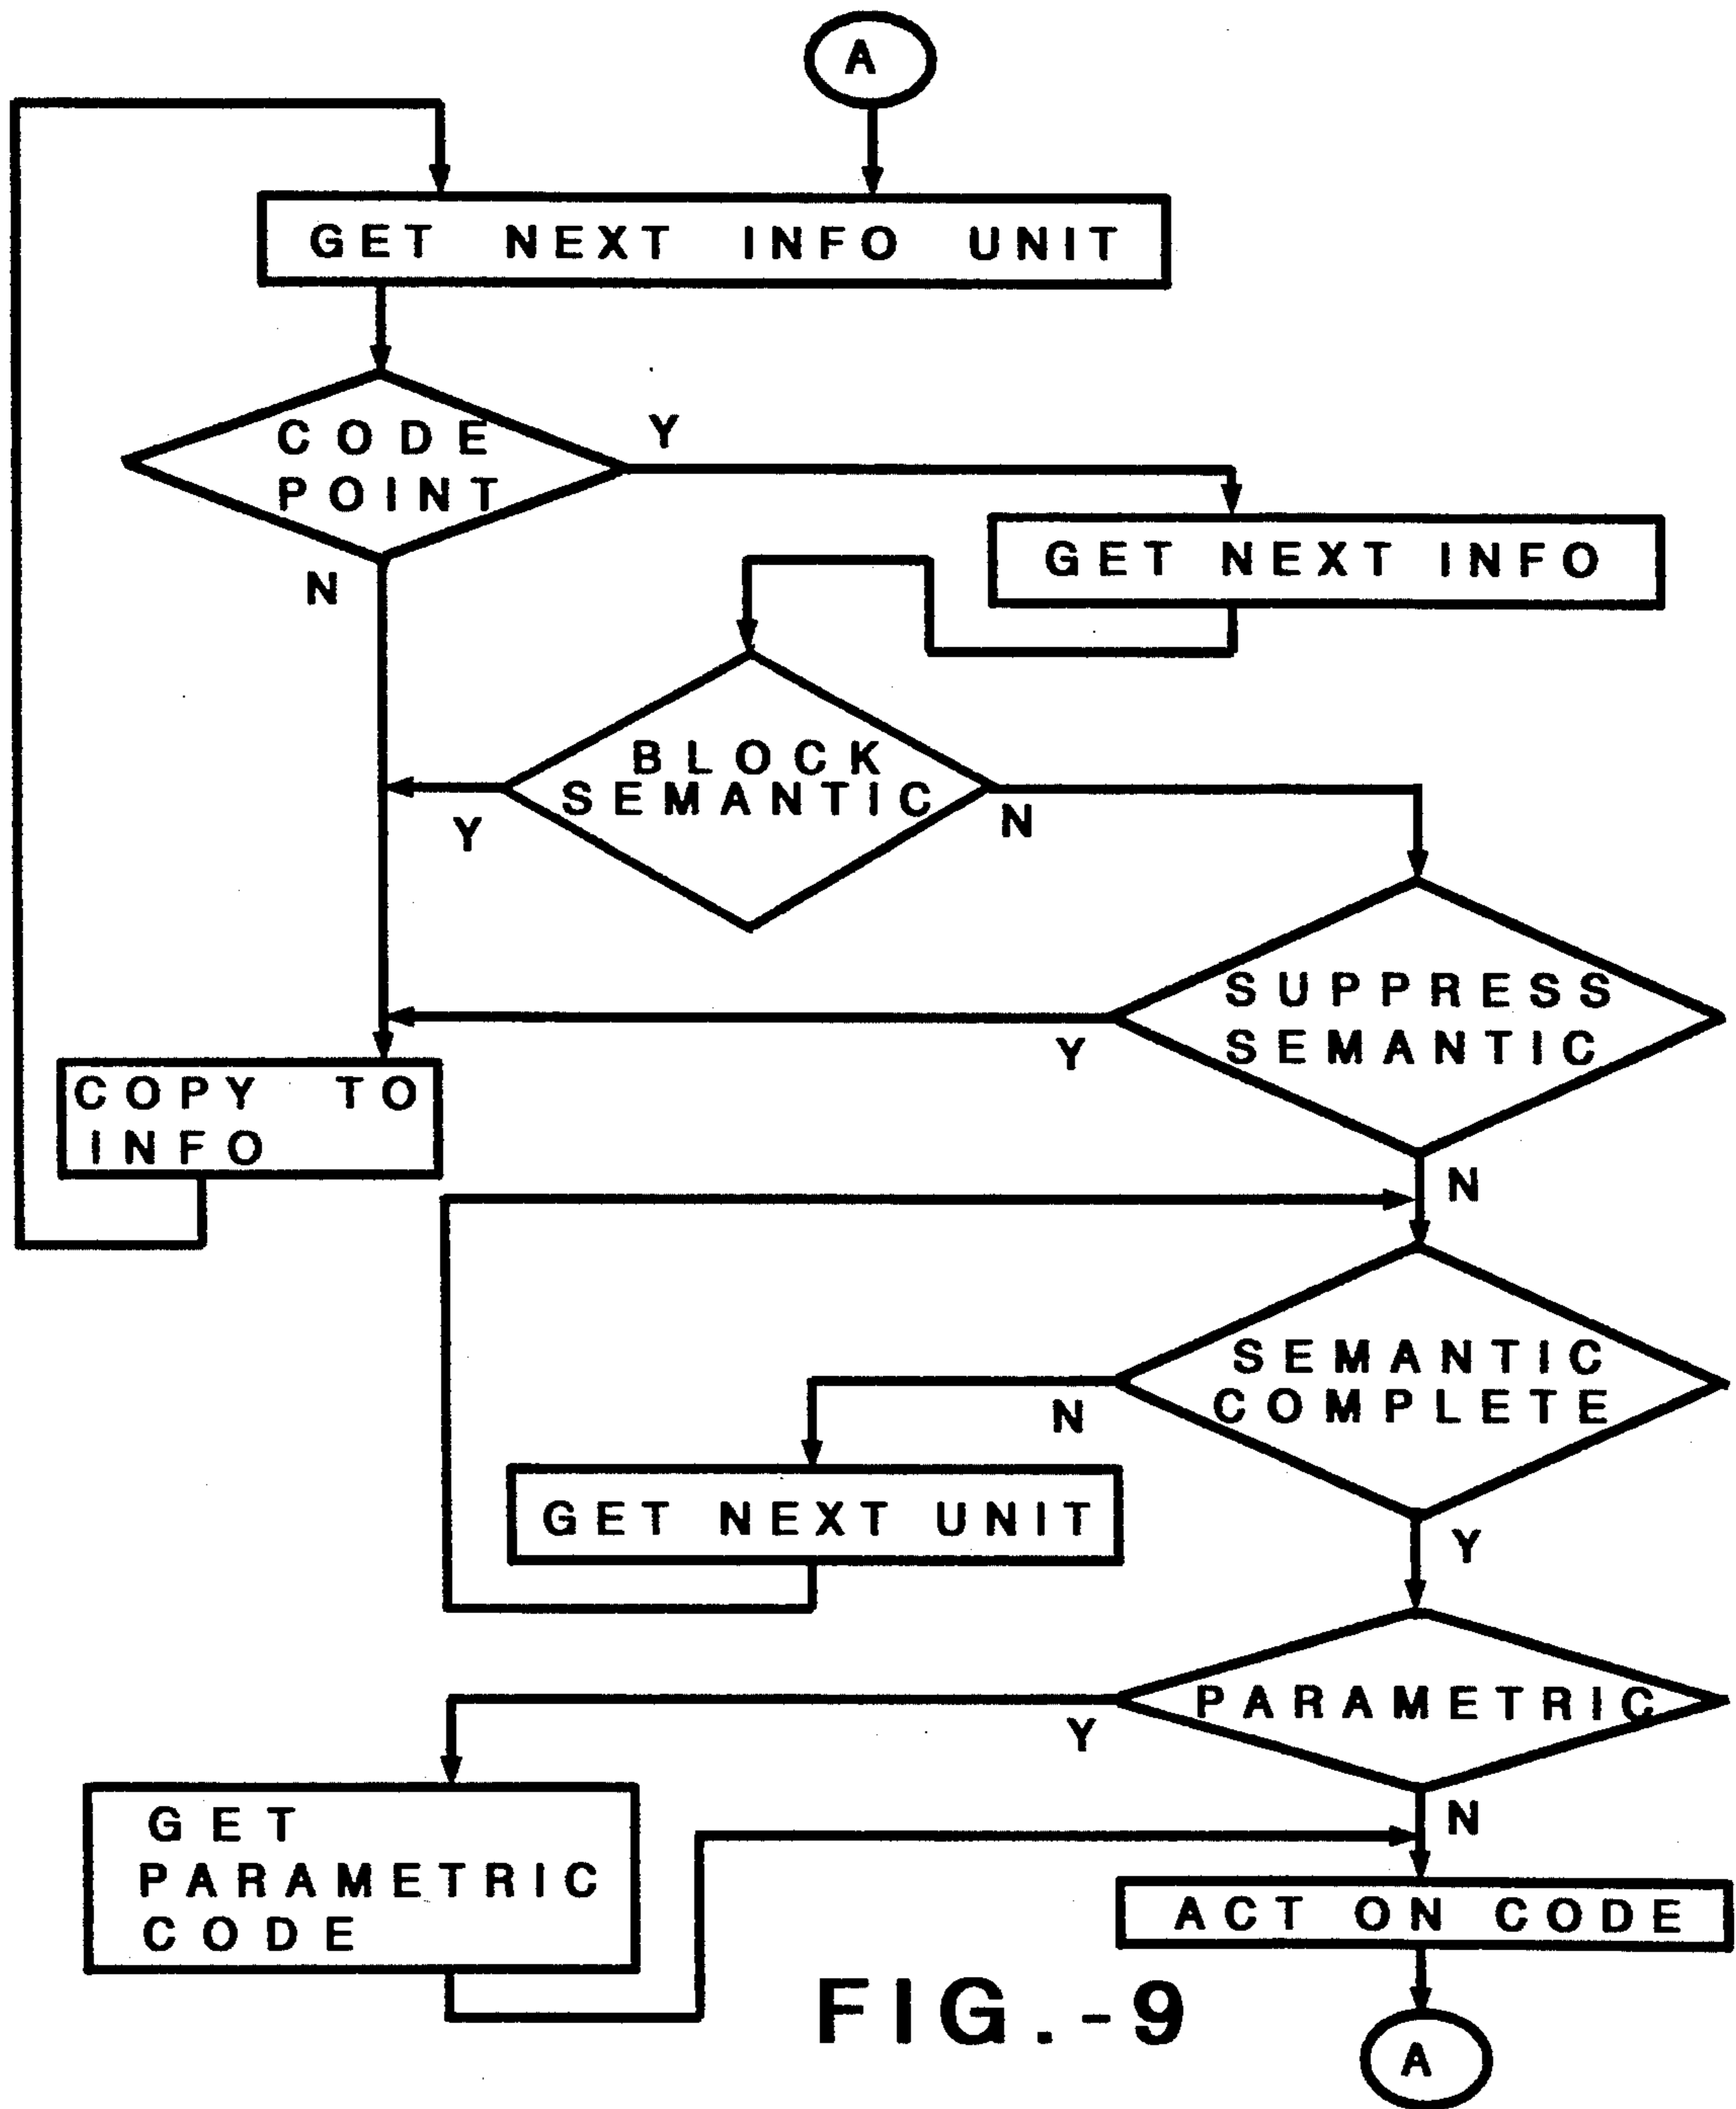 A
GET NEXT INFO UNIT
CODE
POINT
Y
N
GET NEXT INFO
BLOCK
SEMANTIC
Y
N
SUPPRESS
SEMANTIC
Y
COPY TO
INFO
N
SEMANTIC
COMPLETE
N
GET NEXT UNIT
Y
PARAMETRIC
Y
GET
PARAMETRIC
CODE
N
ACT ON CODE
FIG.-9
A